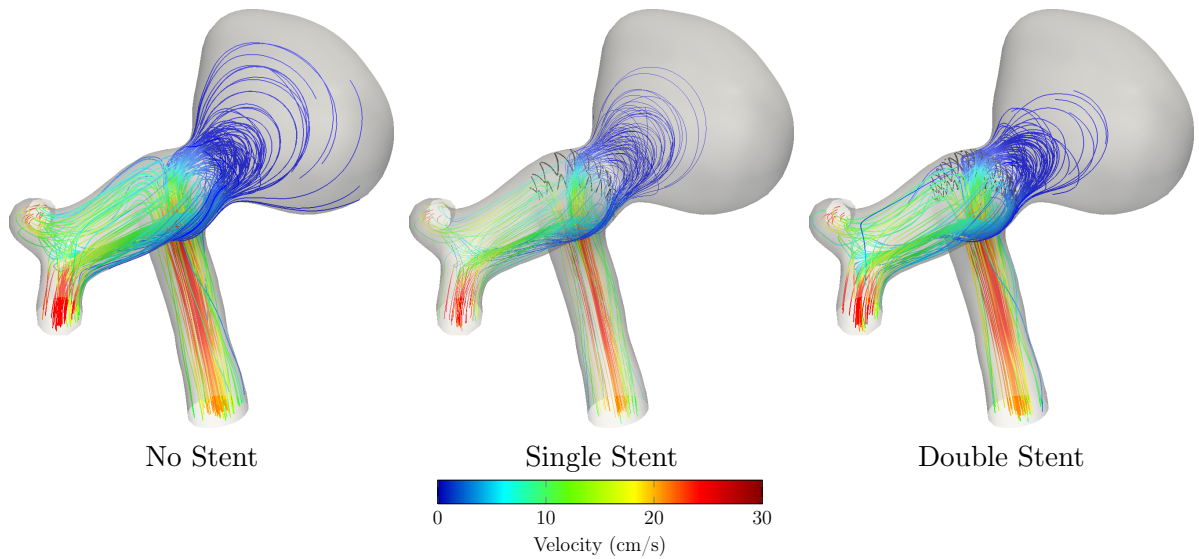 No Stent
Single Stent
Double Stent
0
10
20
30
Velocity (cm/s)